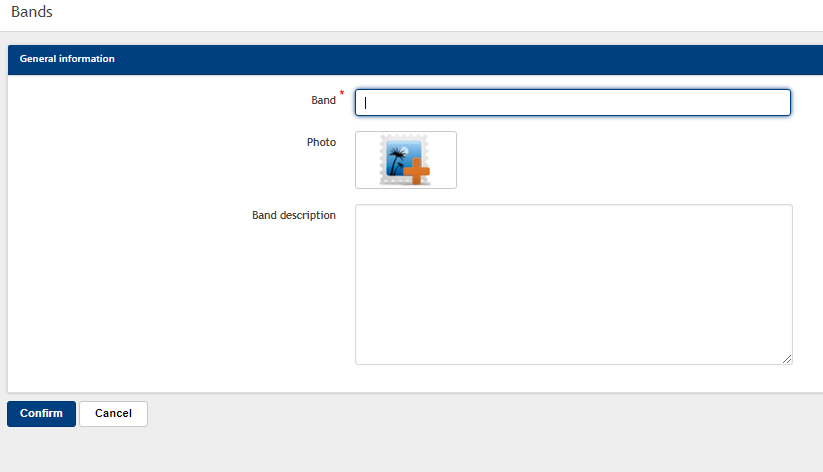 Bands
General information
Band *
Photo
Band description
Confirm Cancel